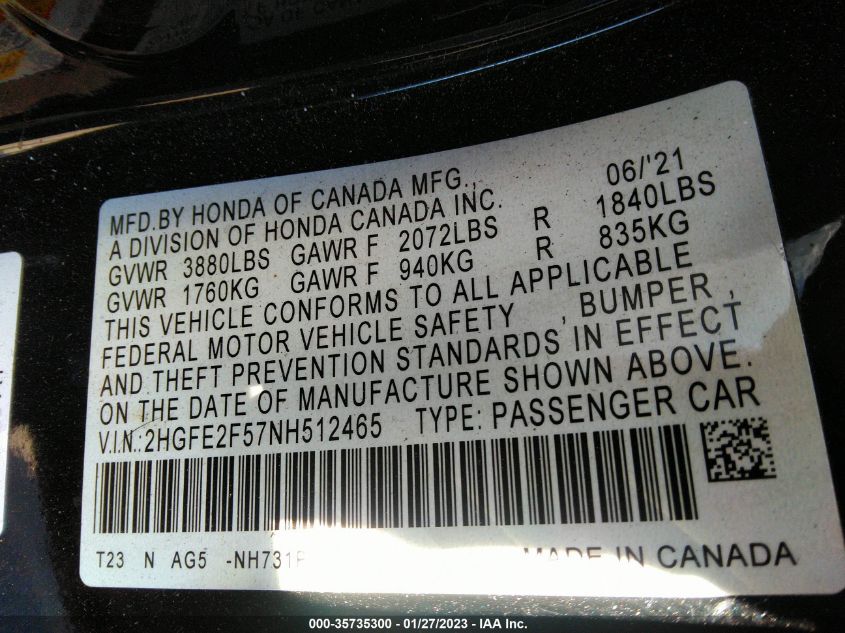 MFD.BY HONDA OF CANADA MFG., 06/'21
A DIVISION OF HONDA CANADA INC.
GVWR 3880LBS GAWR F 2072LBS R 1840LBS
GVWR 1760KG GAWR F 940KG R 835KG
THIS VEHICLE CONFORMS TO ALL APPLICABLE
FEDERAL MOTOR VEHICLE SAFETY , BUMPER ,
AND THEFT PREVENTION STANDARDS IN EFFECT
ON THE DATE OF MANUFACTURE SHOWN ABOVE.
V.I.N.:2HGFE2F57NH512465 TYPE: PASSENGER CAR
T23 N AG5 -NH731P MADE IN CANADA
000-35735300 - 01/27/2023 - IAA Inc.